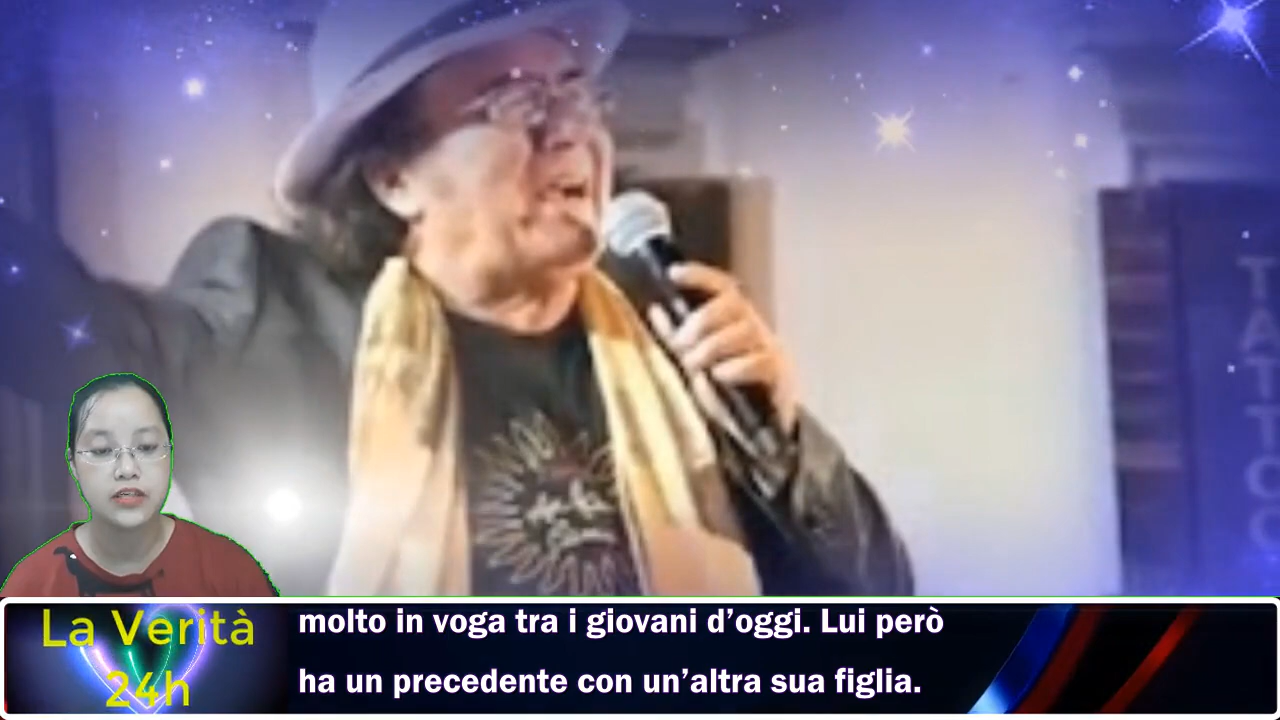 TATTOO
La Verità
24h
molto in voga tra i giovani d’oggi. Lui però
ha un precedente con un’altra sua figlia.